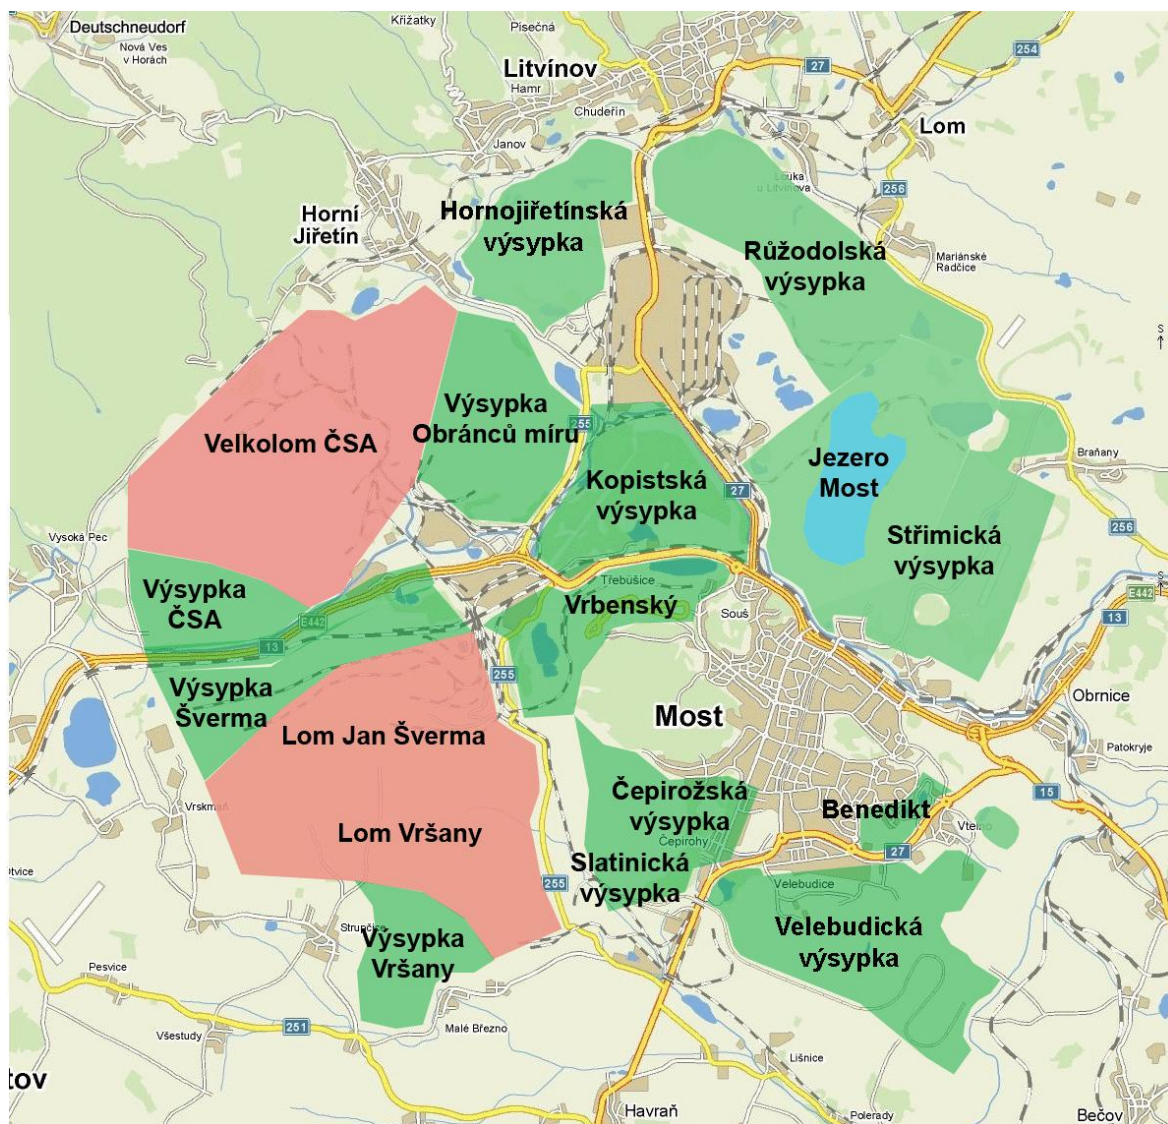 Deutschneudorf
Nová Ves
v Horách
Křížatky
Písečná
254
27
Litvínov
Hamr
Chudeřín
Lom
Janov
Louka
u Litvínova
256
Horní
Jiřetín
Hornojiřetínská
výsypka
Růžodolská
výsypka
Mariánské
Radčice
S
Velkolom ČSA
Výsypka
Obránců míru
255
Kopistská
výsypka
27
Jezero
Most
Braňany
256
Střimická
výsypka
Vysoká Pec
Výsypka
ČSA
Třebušice
Vrbenský
Souš
S
E442
13
E442
13
255
Výsypka
Šverma
Lom Jan Šverma
Most
Obrnice
Patokryje
15
Vrskmaň
Lom Vršany
Čepirožská
výsypka
Čepirohy
Benedikt
Vtelno
27
Slatinická
výsypka
255
Velebudice
Velebudická
výsypka
Otvice
Strupčice
Výsypka
Vršany
Pesvice
Všestudy
251
Malé Březno
Lišnice
tov
Havraň
Polerady
Bečov